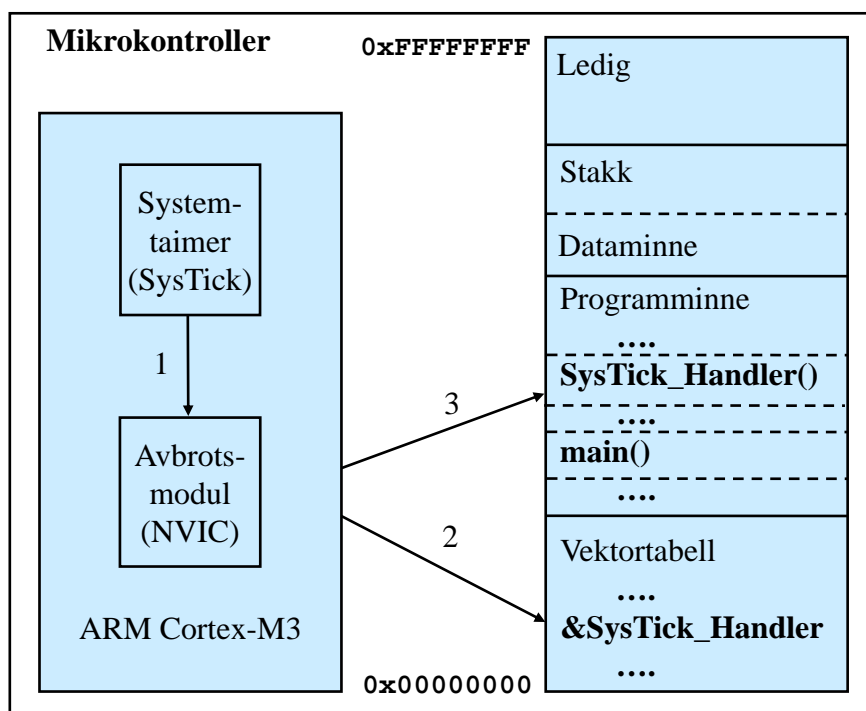 Mikrokontroller
System-
taimer
(SysTick)
1
Avbrots-
modul
(NVIC)
ARM Cortex-M3
3
2
0xFFFFFFFF
Ledig
Stakk
Dataminne
Programminne
....
SysTick_Handler()
....
main()
....
Vektortabell
....
&SysTick_Handler
....
0x00000000